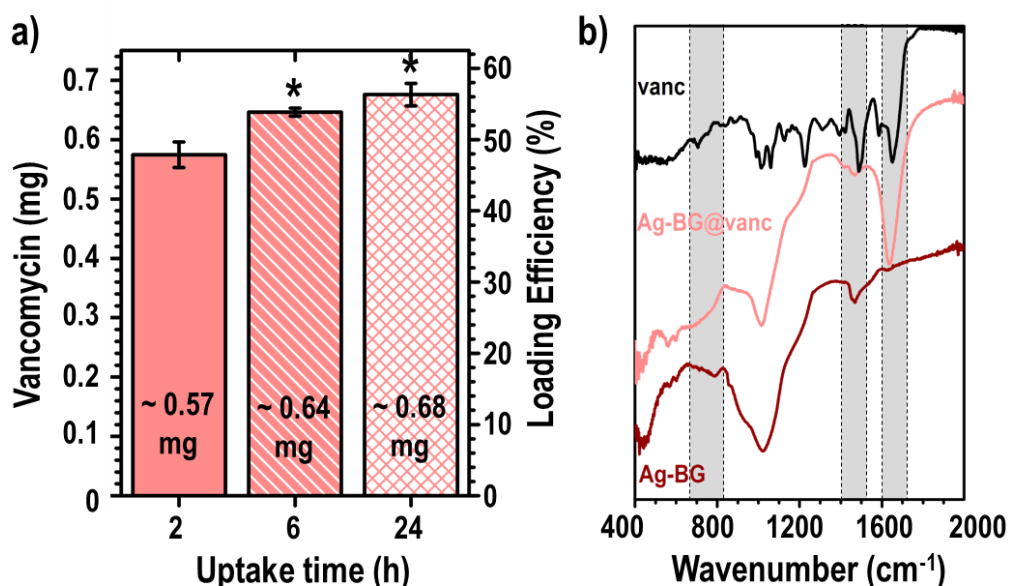 a)
Vancomycin (mg)
0.7
0.6
0.5
0.4
0.3
0.2
0.1
0
*
*
~ 0.57
mg
~ 0.64
mg
~ 0.68
mg
2
6
24
Uptake time (h)
60
50
40
30
20
10
0
Loading Efficiency (%)
b)
vanc
Ag-BG@vanc
Ag-BG
400
800
1200
1600
2000
Wavenumber (cm⁻¹)